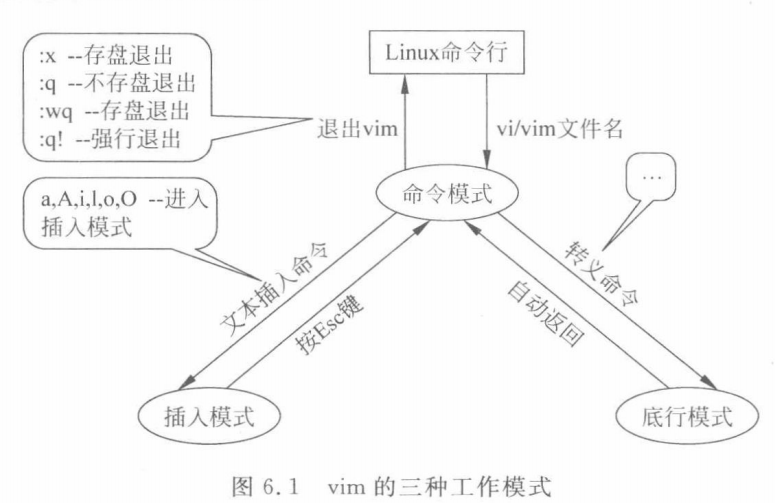 :x --存盘退出
:q --不存盘退出
:wq --存盘退出
:q! --强行退出
Linux命令行
退出vim
vi/vim文件名
命令模式
...
a,A,i,l,o,O --进入
插入模式
文本插入命令
按Esc键
转义命令
自动返回
插入模式
底行模式
图 6.1 vim 的三种工作模式